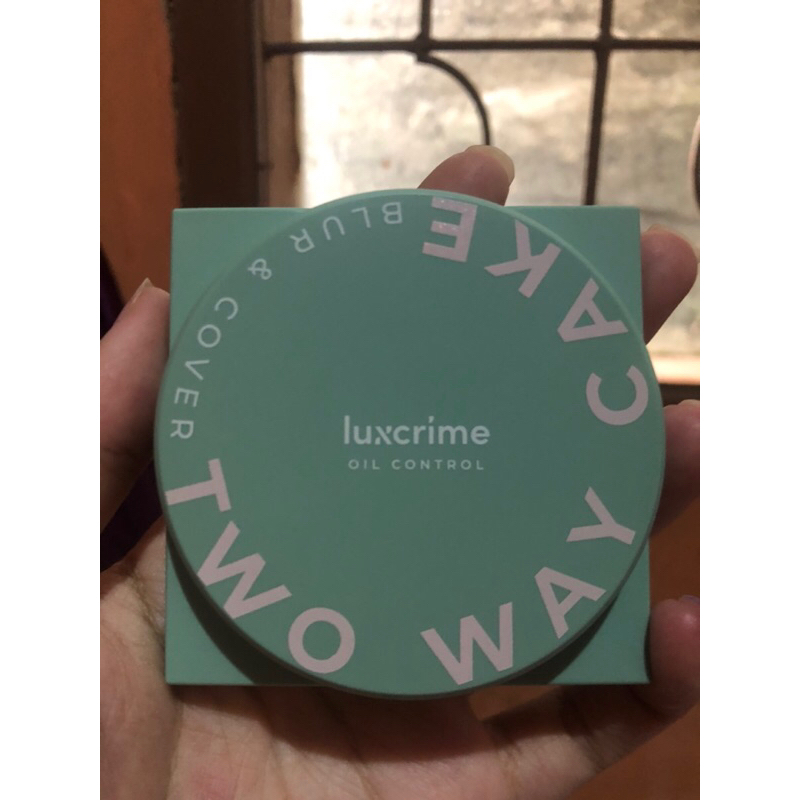 luxcrime
OIL CONTROL
TWO WAY CAKE
BLUR & COVER